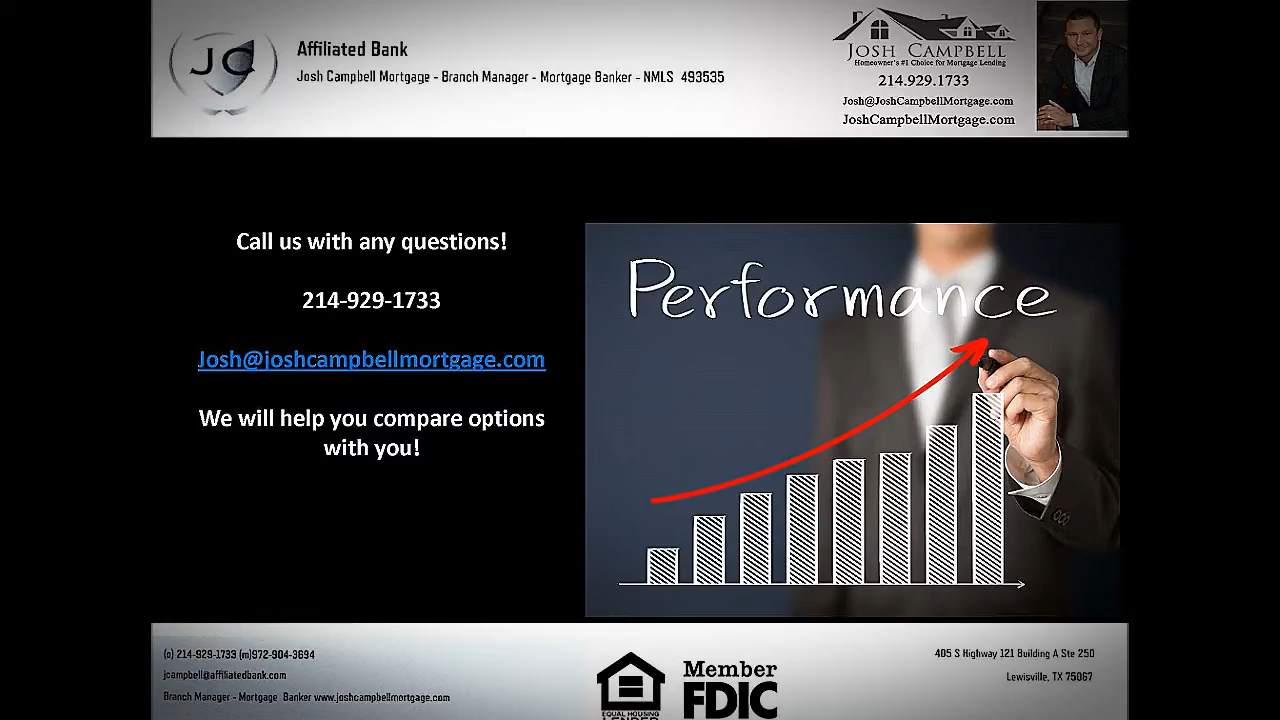 JC
Affiliated Bank
Josh Campbell Mortgage - Branch Manager - Mortgage Banker - NMLS 493535
JOSH CAMPBELL
Homeowner's #1 Choice for Mortgage Lending
214.929.1733
Josh@JoshCampbellMortgage.com
JoshCampbellMortgage.com
Call us with any questions!
214-929-1733
Josh@joshcampbellmortgage.com
We will help you compare options
with you!
Performance
(o) 214-929-1733 (m)972-904-3694
jcampbell@affiliatedbank.com
Branch Manager - Mortgage Banker www.joshcampbellmortgage.com
EQUAL HOUSING
LENDER
Member
FDIC
405 S Highway 121 Building A Ste 250
Lewisville, TX 75067